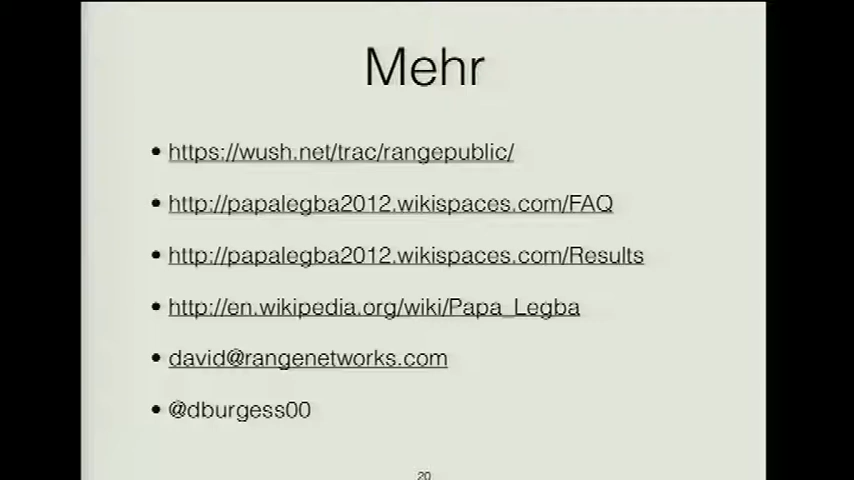 Mehr
• https://wush.net/trac/rangepublic/
• http://papalegba2012.wikispaces.com/FAQ
• http://papalegba2012.wikispaces.com/Results
• http://en.wikipedia.org/wiki/Papa_Legba
• david@rangenetworks.com
• @dburgess00
20